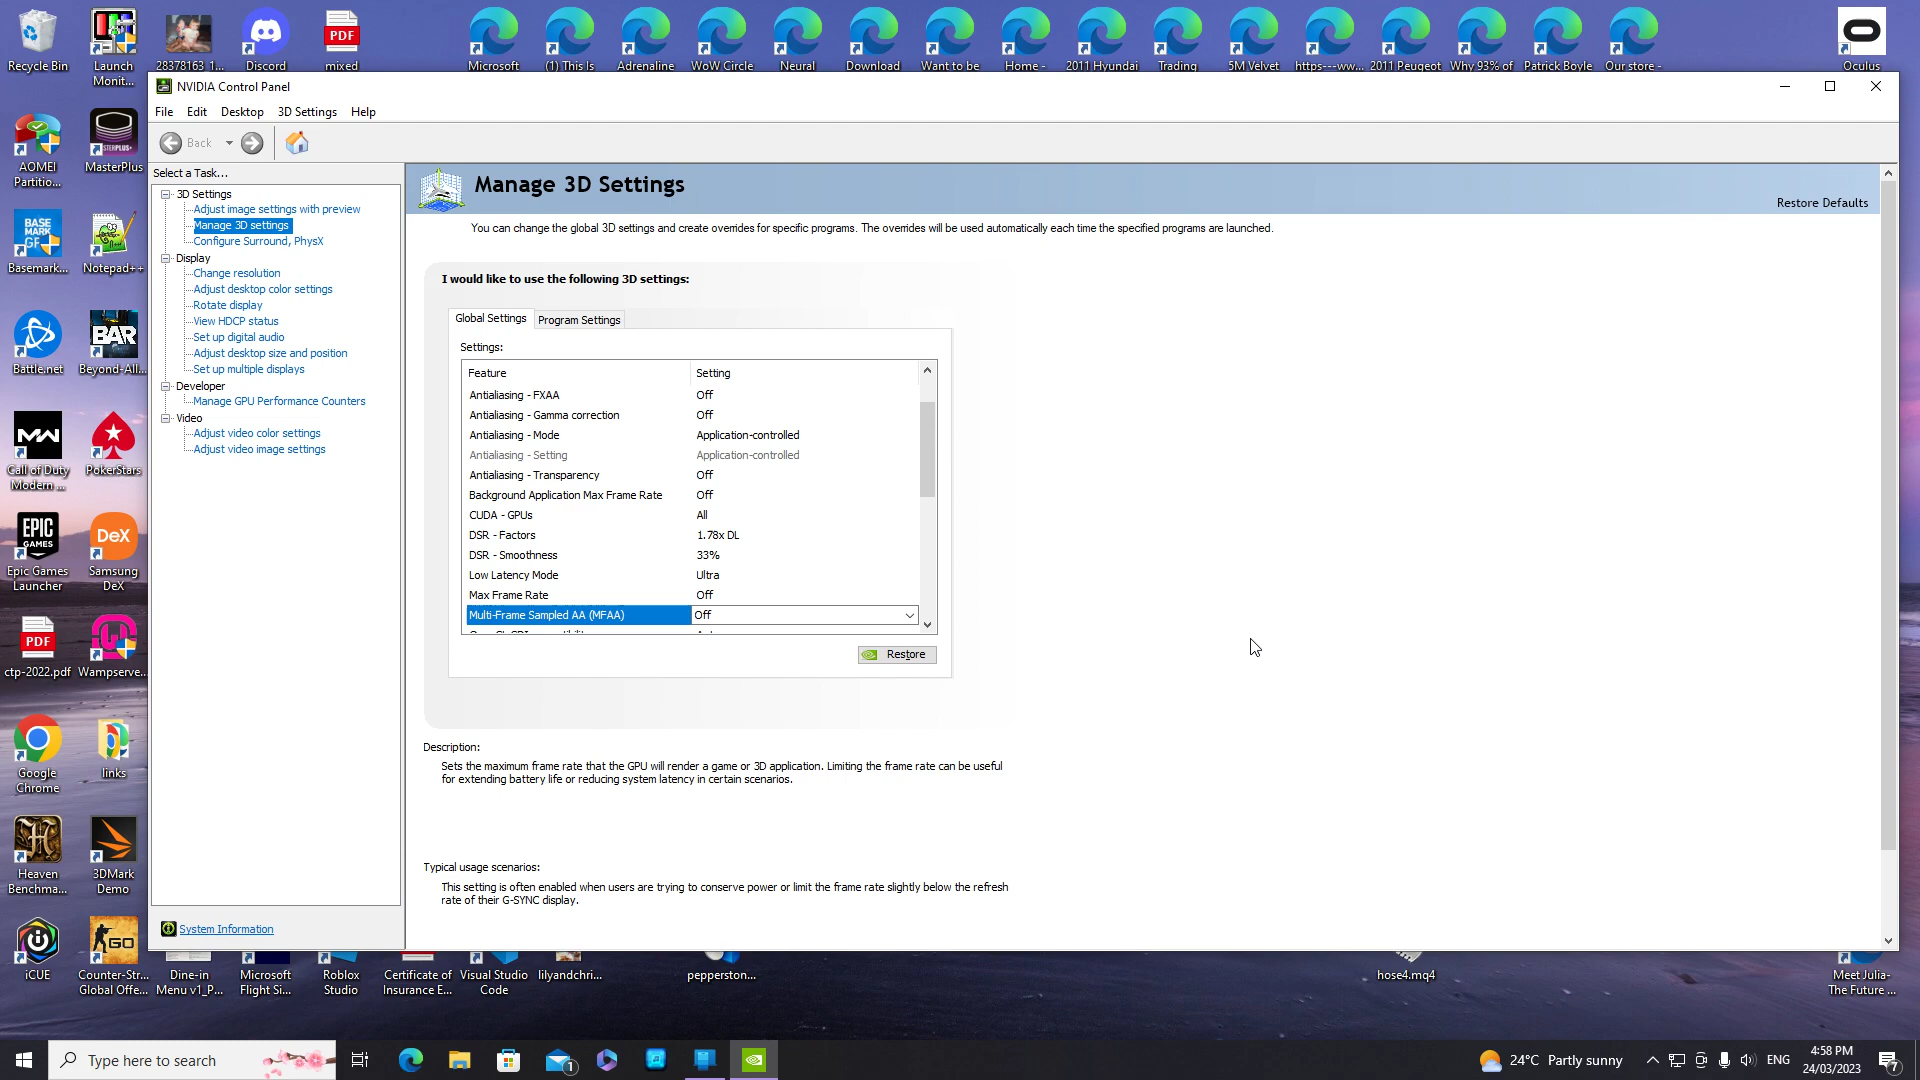 Recycle Bin
Launch Monit...
28378163_1...
Discord
PDF
mixed
Microsoft
(1) This Is
Adrenaline
WoW Circle
Neural
Download
Want to be
Home -
2011 Hyundai
Trading
5M Velvet
https---ww...
2011 Peugeot
Why 93% of
Patrick Boyle
Our store -
Oculus
NVIDIA Control Panel
File Edit Desktop 3D Settings Help
Back
AOMEI Partitio...
MasterPlus
Select a Task...
3D Settings
Adjust image settings with preview
Manage 3D settings
Configure Surround, PhysX
Display
Change resolution
Adjust desktop color settings
Rotate display
View HDCP status
Set up digital audio
Adjust desktop size and position
Set up multiple displays
Developer
Manage GPU Performance Counters
Video
Adjust video color settings
Adjust video image settings
System Information
Manage 3D Settings
Restore Defaults
You can change the global 3D settings and create overrides for specific programs. The overrides will be used automatically each time the specified programs are launched.
I would like to use the following 3D settings:
Global Settings
Program Settings
Settings:
Feature Setting
Antialiasing - FXAA Off
Antialiasing - Gamma correction Off
Antialiasing - Mode Application-controlled
Antialiasing - Setting Application-controlled
Antialiasing - Transparency Off
Background Application Max Frame Rate Off
CUDA - GPUs All
DSR - Factors 1.78x DL
DSR - Smoothness 33%
Low Latency Mode Ultra
Max Frame Rate Off
Multi-Frame Sampled AA (MFAA) Off
Restore
Description:
Sets the maximum frame rate that the GPU will render a game or 3D application. Limiting the frame rate can be useful
for extending battery life or reducing system latency in certain scenarios.
Typical usage scenarios:
This setting is often enabled when users are trying to conserve power or limit the frame rate slightly below the refresh
rate of their G-SYNC display.
BASE MARK
Basemark...
Notepad++
Battle.net
BAR
Beyond-All...
MW
Call of Duty Modern ...
PokerStars
EPIC GAMES
Epic Games Launcher
DeX
Samsung DeX
PDF
ctp-2022.pdf
Wampserve...
Google Chrome
links
Heaven Benchma...
3DMark Demo
iCUE
GO
Counter-Str... Global Offe...
Dine-in Menu v1_P...
Microsoft Flight Si...
Roblox Studio
Certificate of Insurance E...
Visual Studio Code
lilyandchri...
pepperston...
hose4.mq4
Meet Julia- The Future ...
Type here to search
1
24°C Partly sunny
ENG
4:58 PM
24/03/2023
7